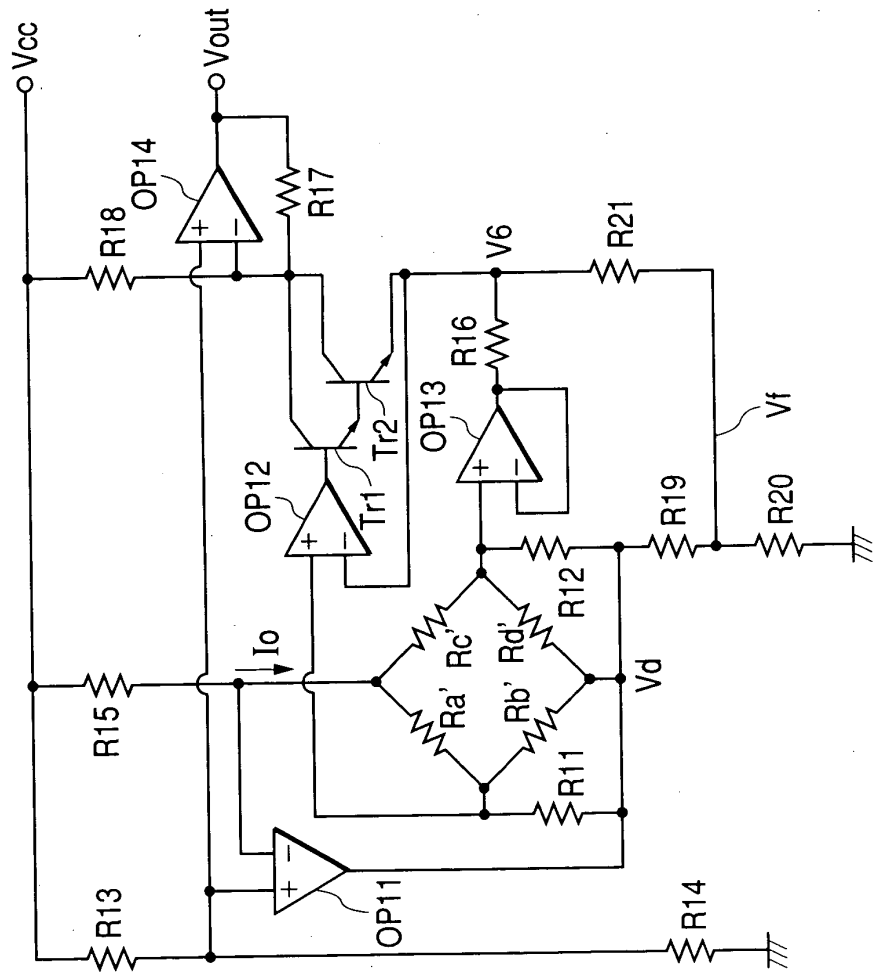 Vcc
Vout
OP14
R18
R17
OP12
Tr1
Tr2
V6
R21
R16
OP13
Vf
Io
R15
Rc'
Ra'
Rd'
Rb'
R12
R19
R20
Vd
R11
R13
OP11
R14
+
−
+
−
+
−
+
−